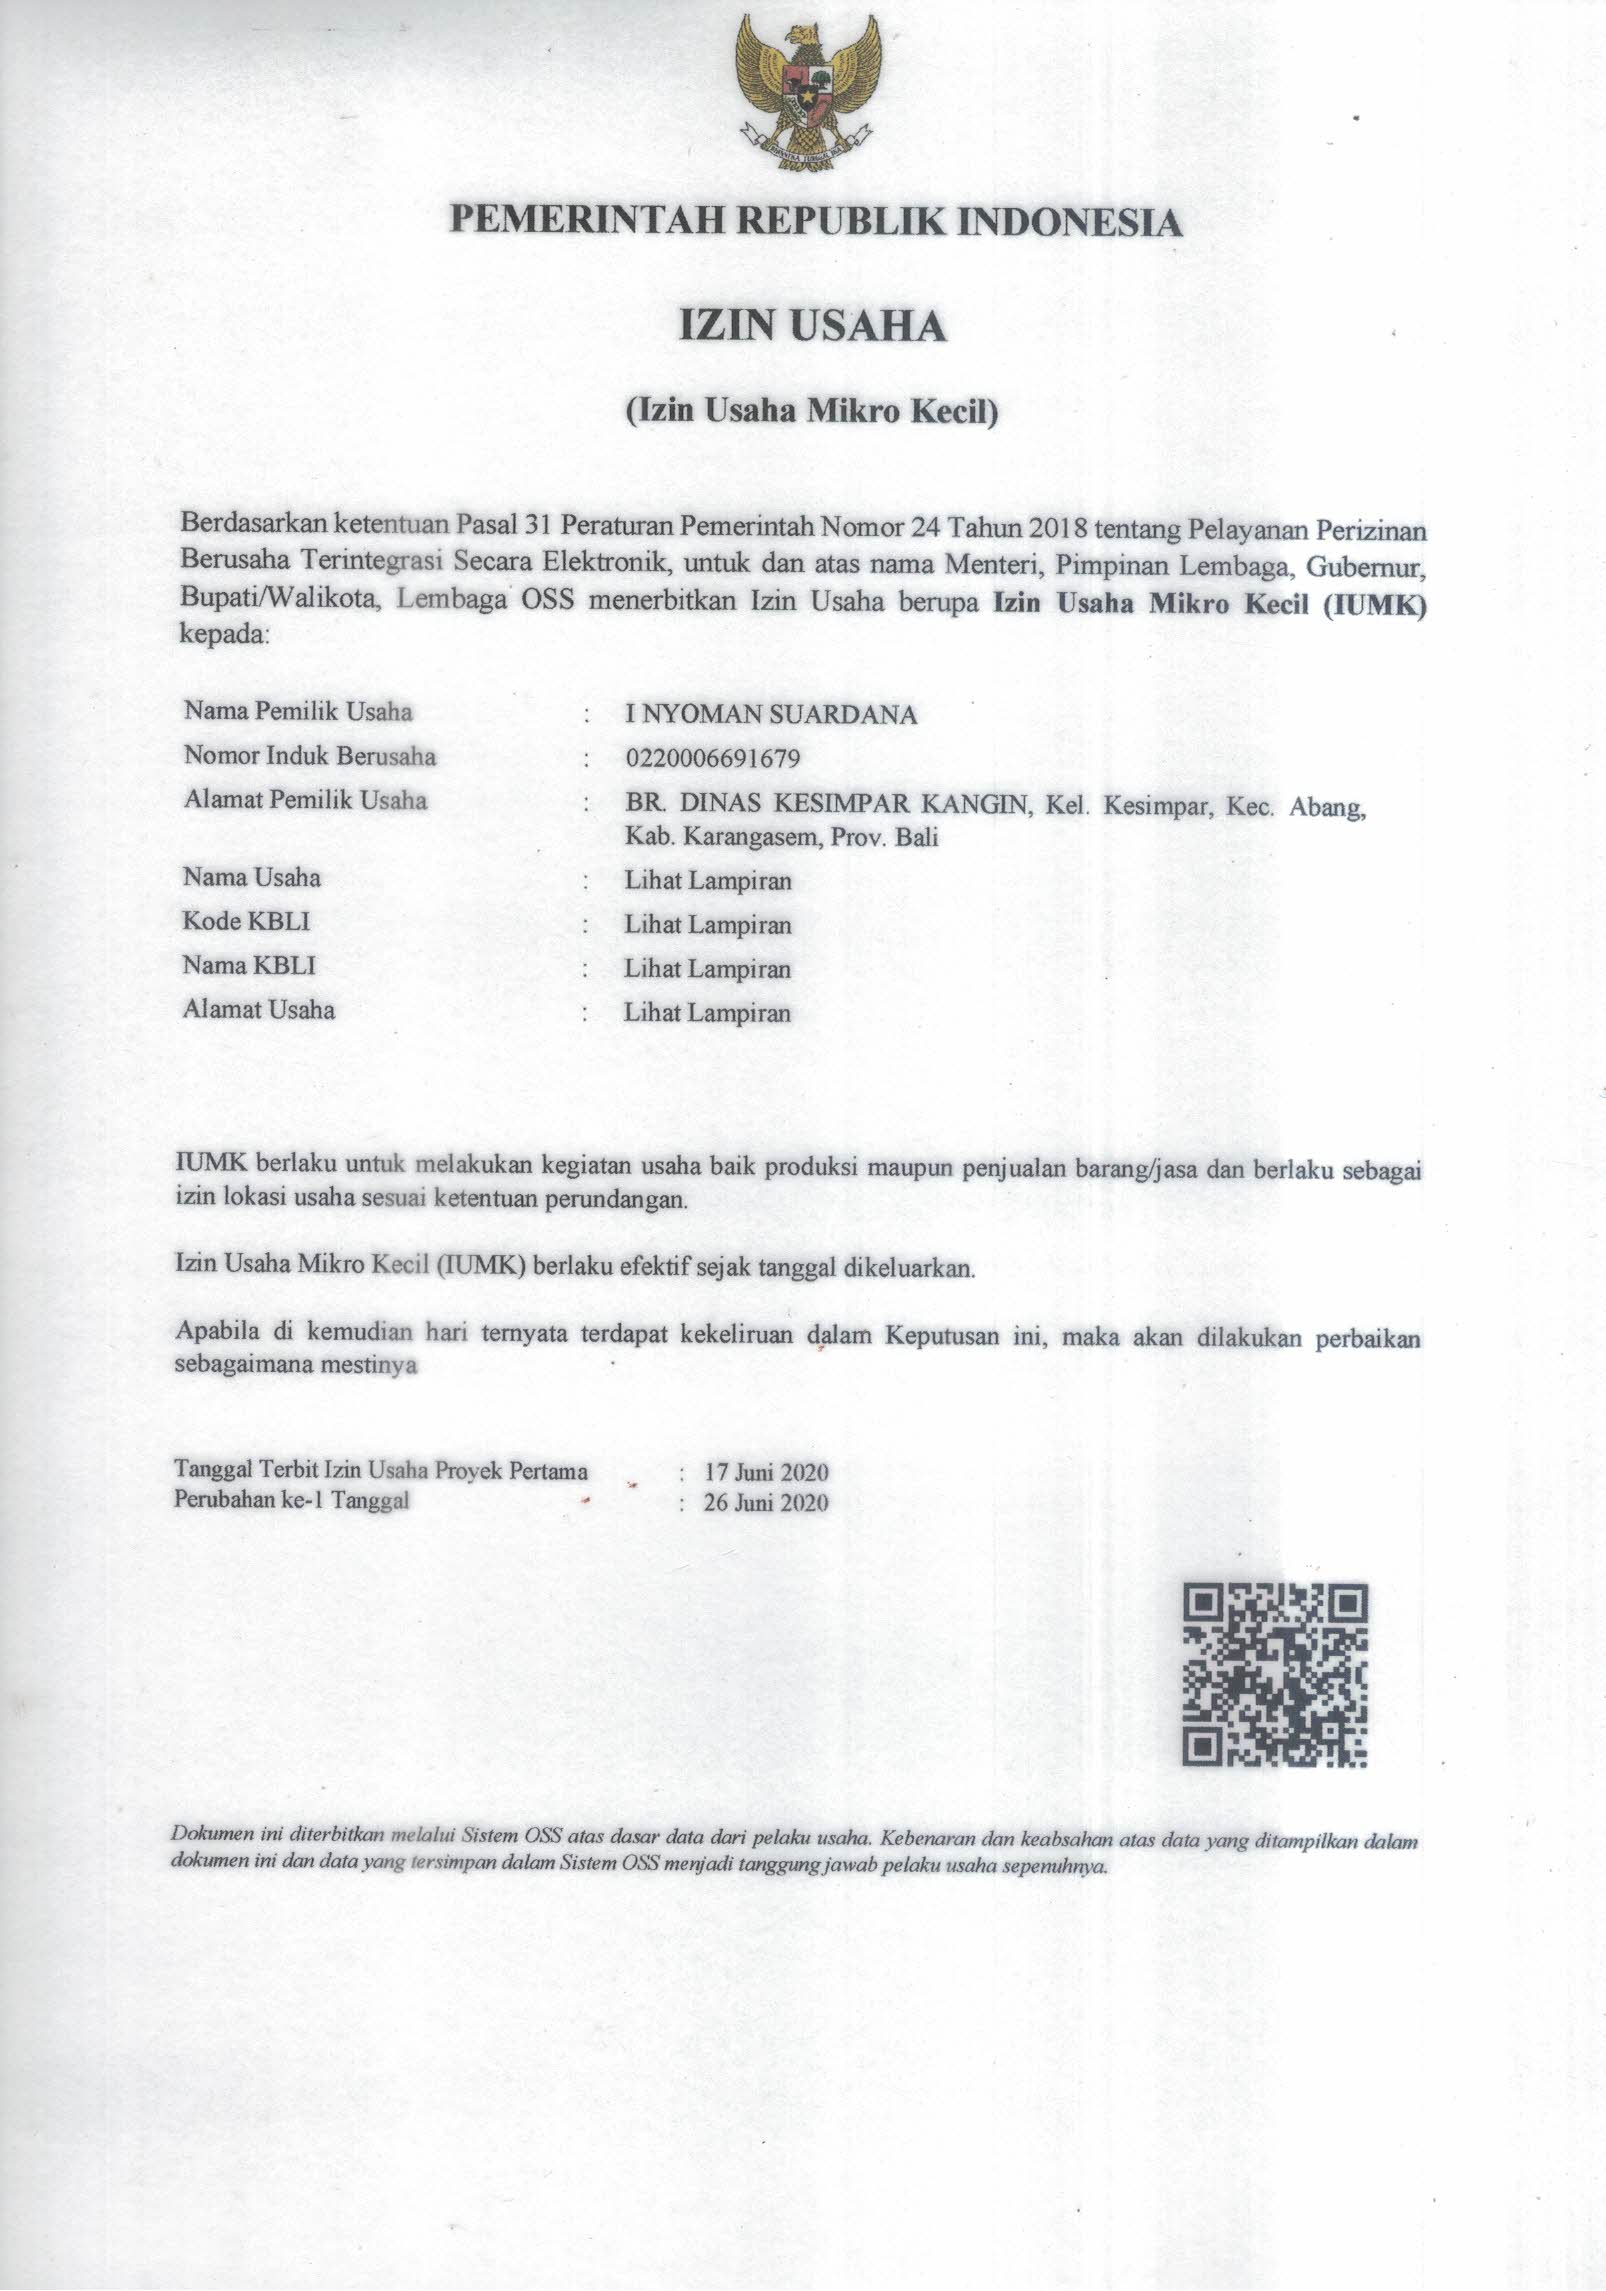 PEMERINTAH REPUBLIK INDONESIA
IZIN USAHA
(Izin Usaha Mikro Kecil)
Berdasarkan ketentuan Pasal 31 Peraturan Pemerintah Nomor 24 Tahun 2018 tentang Pelayanan Perizinan
Berusaha Terintegrasi Secara Elektronik, untuk dan atas nama Menteri, Pimpinan Lembaga, Gubernur,
Bupati/Walikota, Lembaga OSS menerbitkan Izin Usaha berupa Izin Usaha Mikro Kecil (IUMK)
kepada:
Nama Pemilik Usaha : I NYOMAN SUARDANA
Nomor Induk Berusaha : 0220006691679
Alamat Pemilik Usaha : BR. DINAS KESIMPAR KANGIN, Kel. Kesimpar, Kec. Abang,
Kab. Karangasem, Prov. Bali
Nama Usaha : Lihat Lampiran
Kode KBLI : Lihat Lampiran
Nama KBLI : Lihat Lampiran
Alamat Usaha : Lihat Lampiran
IUMK berlaku untuk melakukan kegiatan usaha baik produksi maupun penjualan barang/jasa dan berlaku sebagai
izin lokasi usaha sesuai ketentuan perundangan.
Izin Usaha Mikro Kecil (IUMK) berlaku efektif sejak tanggal dikeluarkan.
Apabila di kemudian hari ternyata terdapat kekeliruan dalam Keputusan ini, maka akan dilakukan perbaikan
sebagaimana mestinya
Tanggal Terbit Izin Usaha Proyek Pertama : 17 Juni 2020
Perubahan ke-1 Tanggal : 26 Juni 2020
Dokumen ini diterbitkan melalui Sistem OSS atas dasar data dari pelaku usaha. Kebenaran dan keabsahan atas data yang ditampilkan dalam
dokumen ini dan data yang tersimpan dalam Sistem OSS menjadi tanggung jawab pelaku usaha sepenuhnya.